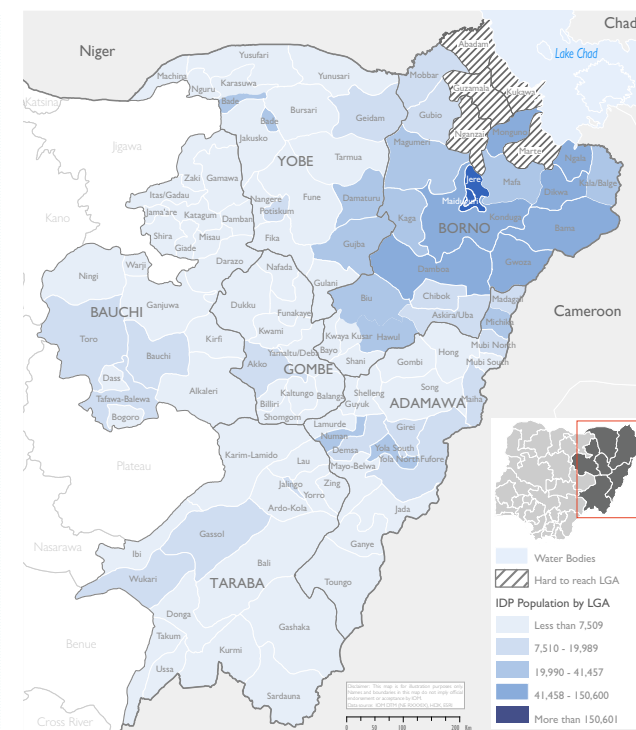 Chad
Niger
Lake Chad
Cameroon
Katsina
Jigawa
Kano
Plateau
Nasarawa
Benue
Cross River
YOBE
BORNO
BAUCHI
GOMBE
ADAMAWA
TARABA
Abadam
Yusufari
Machina
Yunusari
Mobbar
Nguru
Karasuwa
Guzamala
Kukawa
Bade
Bursari
Geidam
Gubio
Bade
Nganzai
Monguno
Jakusko
Magumeri
Marte
Tarmua
Ngala
Zaki
Gamawa
Jere
Mafa
Kala/Balge
Dikwa
Itas/Gadau
Nangere
Fune
Damaturu
Maiduguri
Jama'are
Katagum
Damban
Potiskum
Kaga
Konduga
Bama
Shira
Misau
Fika
Gujba
Giade
Darazo
Nafada
Damboa
Gwoza
Warji
Ningi
Gulani
Ganjuwa
Dukku
Funakaye
Biu
Chibok
Madagali
Askira/Uba
Michika
Toro
Kirfi
Kwami
Kwaya Kusar
Hawul
Bauchi
Yamaltu/Deba
Bayo
Hong
Mubi North
Akko
Shani
Gombi
Mubi South
Dass
Alkaleri
Kaltungo
Balanga
Shelleng
Song
Maiha
Tafawa-Balewa
Billiri
Guyuk
Bogoro
Shomgom
Lamurde
Girei
Numan
Demsa
Yola South
Yola North
Fufore
Karim-Lamido
Lau
Mayo-Belwa
Jalingo
Zing
Yorro
Ardo-Kola
Jada
Gassol
Ganye
Ibi
Bali
Wukari
Toungo
Donga
Gashaka
Takum
Kurmi
Ussa
Sardauna
Water Bodies
Hard to reach LGA
IDP Population by LGA
Less than 7,509
7,510 - 19,989
19,990 - 41,457
41,458 - 150,600
More than 150,601
0 50 100 200 Km